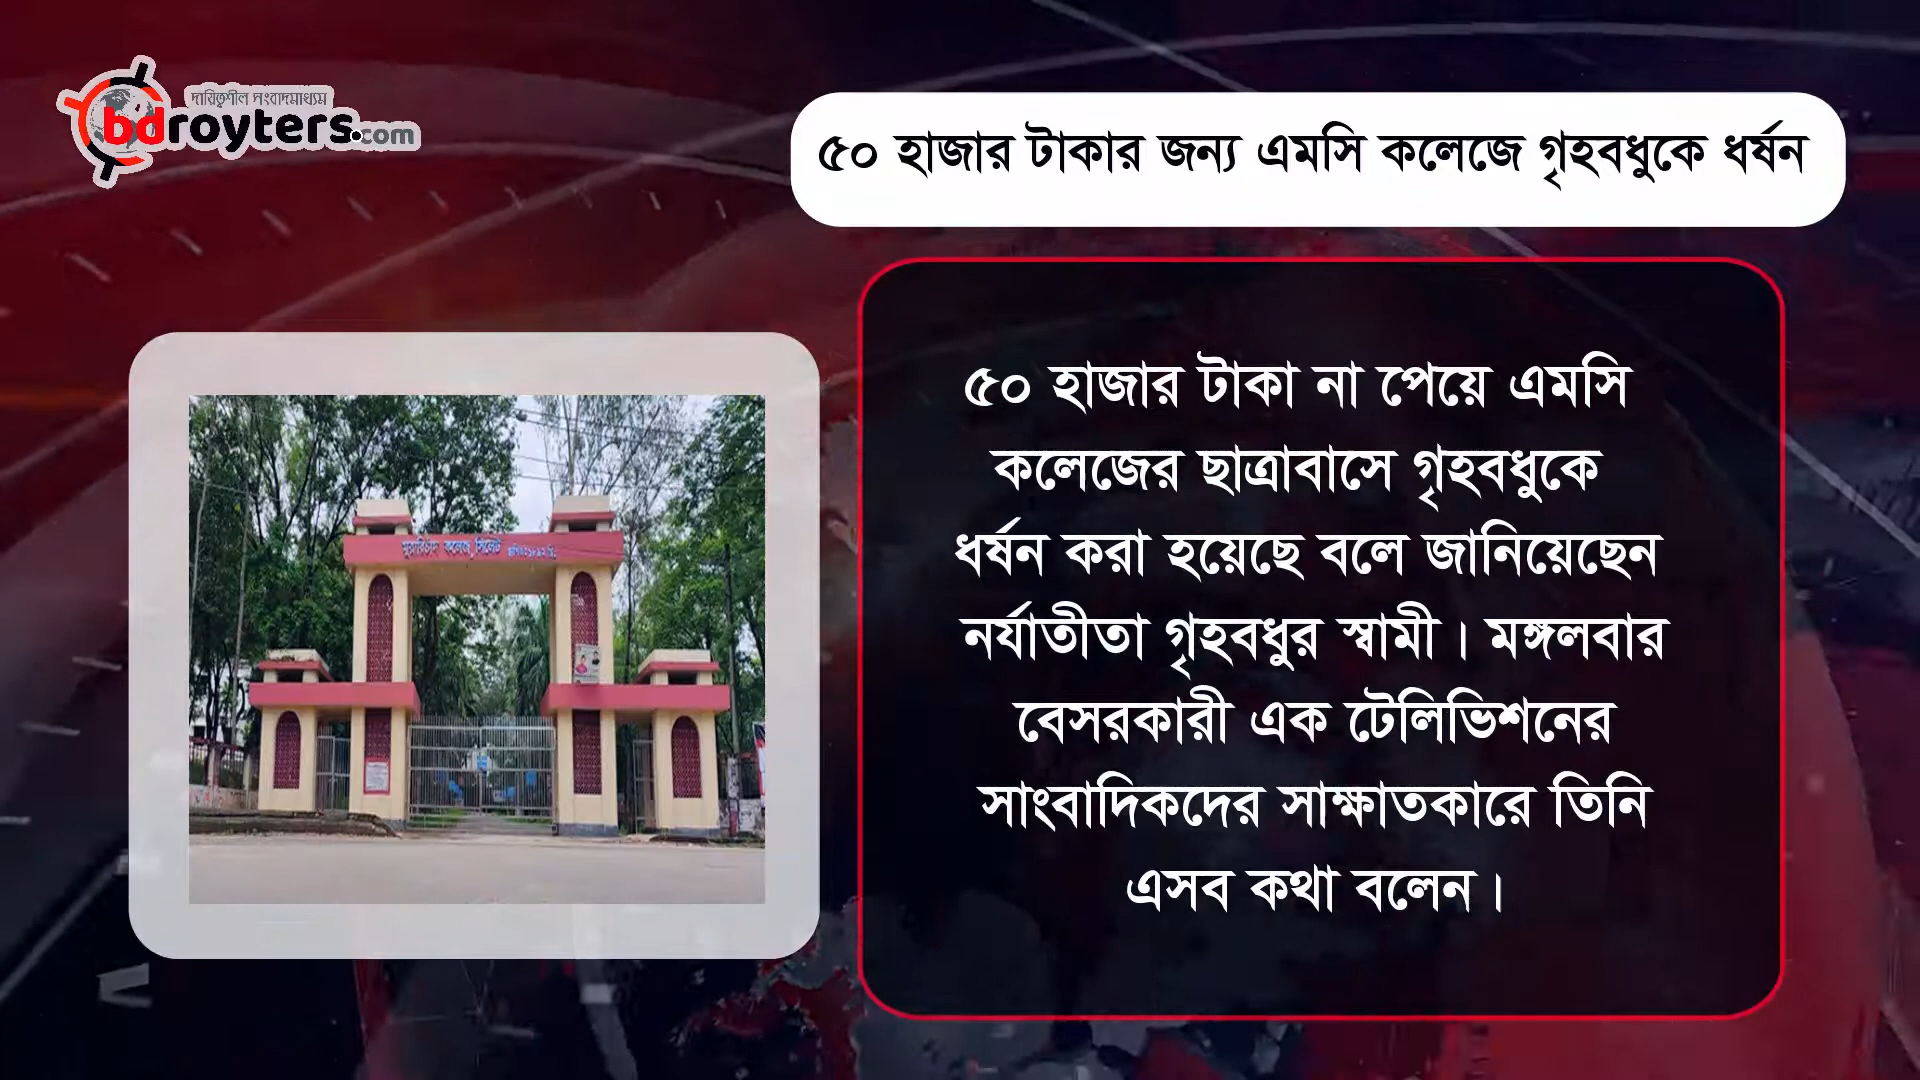 দায়িত্বশীল সংবাদমাধ্যম
bdroyters.com
৫০ হাজার টাকার জন্য এমসি কলেজে গৃহবধুকে ধর্ষন
মুরারিচাঁদ কলেজ, সিলেট
৫০ হাজার টাকা না পেয়ে এমসি
কলেজের ছাত্রাবাসে গৃহবধুকে
ধর্ষন করা হয়েছে বলে জানিয়েছেন
নর্যাতীতা গৃহবধুর স্বামী। মঙ্গলবার
বেসরকারী এক টেলিভিশনের
সাংবাদিকদের সাক্ষাতকারে তিনি
এসব কথা বলেন।